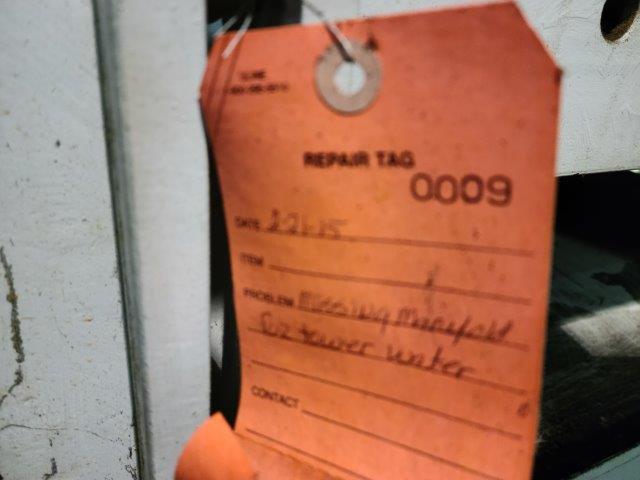 REPAIR TAG
0009
DATE 2-21-15
ITEM
PROBLEM Missing Manifold
for tower water
CONTACT